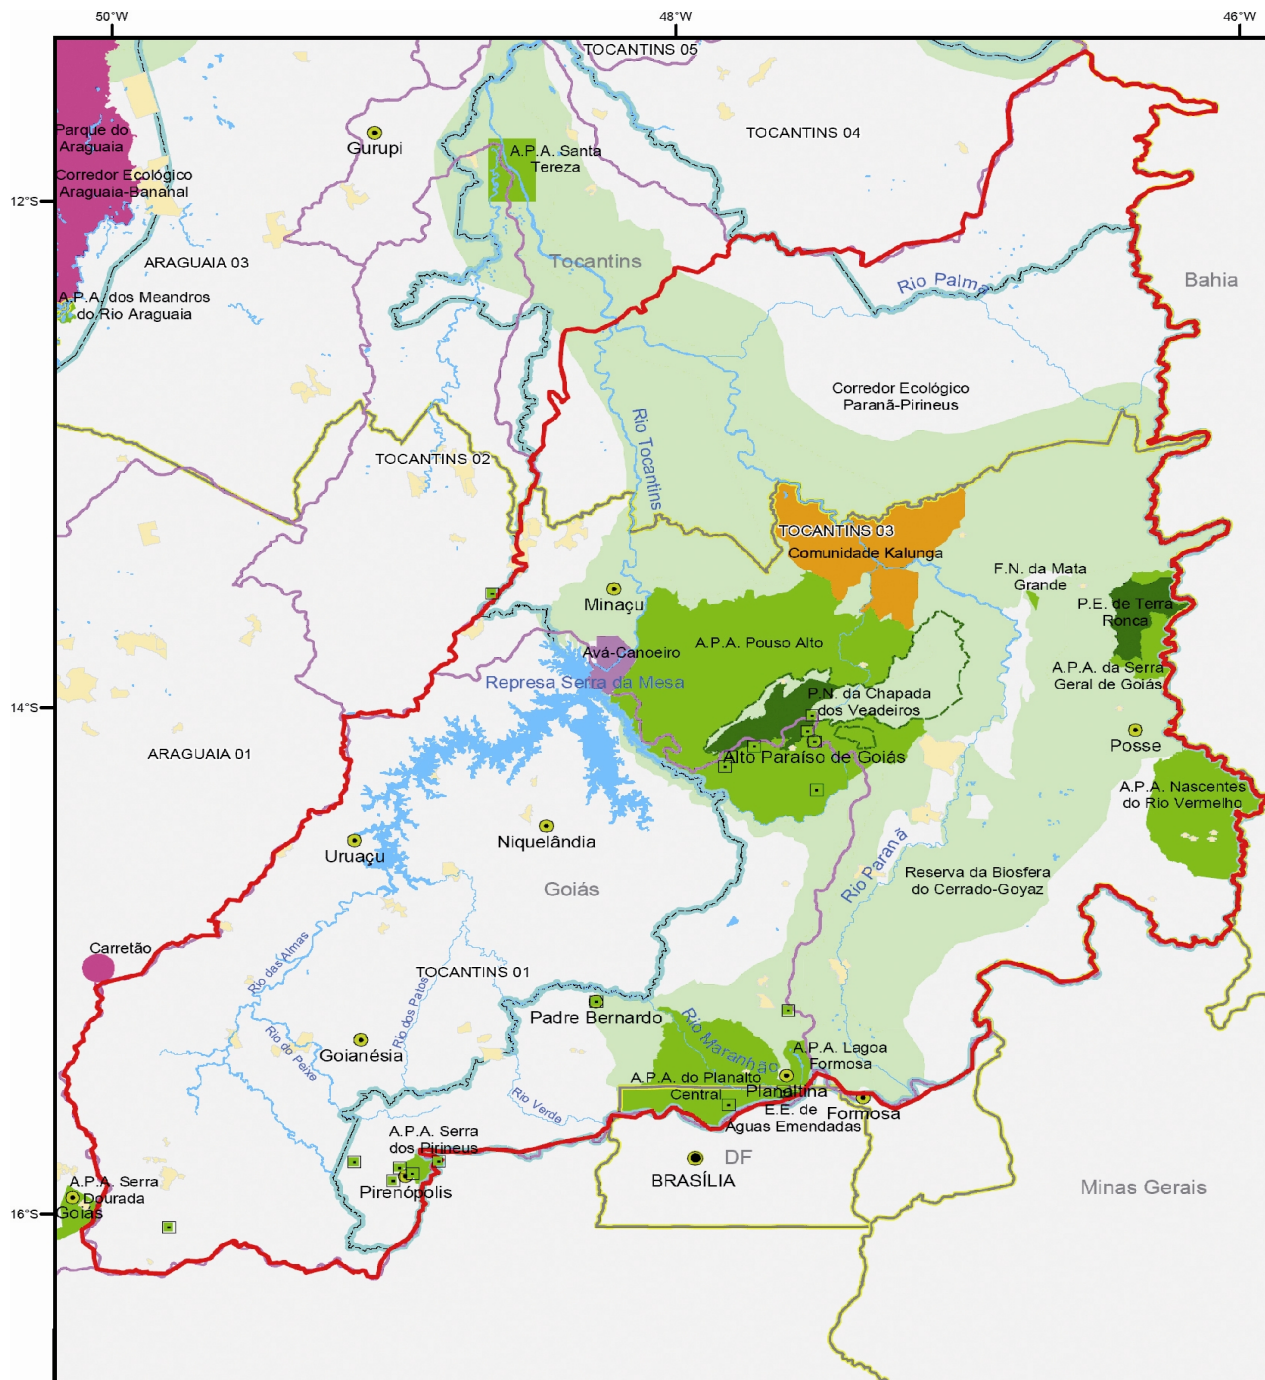 50°W
48°W
46°W
TOCANTINS 05
Parque do
Araguaia
Gurupi
TOCANTINS 04
A.P.A. Santa
Tereza
Corredor Ecológico
Araguaia-Bananal
12°S
ARAGUAIA 03
Tocantins
Rio Palma
Bahia
A.P.A. dos Meandros
do Rio Araguaia
Corredor Ecológico
Paranã-Pirineus
Rio Tocantins
TOCANTINS 02
TOCANTINS 03
Comunidade Kalunga
F.N. da Mata
Grande
Minaçu
P.E. de Terra
Ronca
A.P.A. Pouso Alto
Avá-Canoeiro
A.P.A. da Serra
Geral de Goiás
Represa Serra da Mesa
P.N. da Chapada
dos Veadeiros
14°S
ARAGUAIA 01
Posse
Alto Paraíso de Goiás
A.P.A. Nascentes
do Rio Vermelho
Niquelândia
Uruaçu
Rio Paranã
Reserva da Biosfera
do Cerrado-Goyaz
Goiás
Carretão
Rio das Almas
TOCANTINS 01
Rio dos Patos
Padre Bernardo
Rio Maranhão
Rio do Peixe
Goianésia
A.P.A. Lagoa
Formosa
A.P.A. do Planalto
Central
Planaltina
Rio Verde
E.E. de
Aguas Emendadas
Formosa
A.P.A. Serra
dos Pirineus
DF
BRASÍLIA
Pirenópolis
A.P.A. Serra
Dourada
Goiás
Minas Gerais
16°S